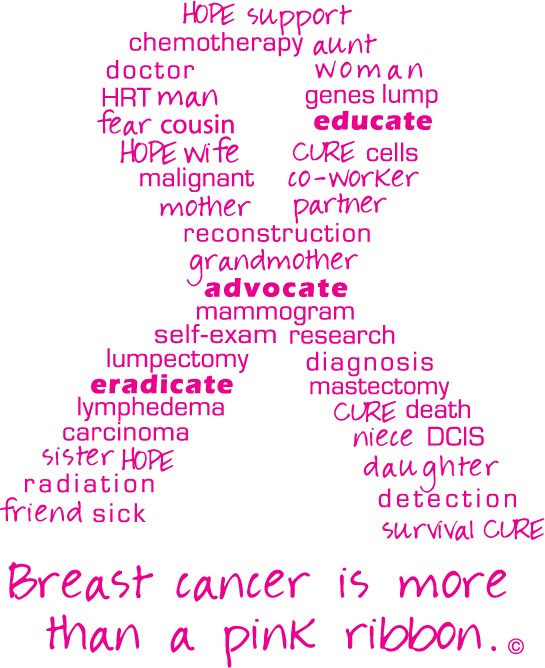 HOPE support
chemotherapy aunt
doctor woman
HRT man genes lump
fear cousin educate
HOPE wife CURE cells
malignant co-worker
mother partner
reconstruction
grandmother
advocate
mammogram
self-exam research
lumpectomy diagnosis
eradicate mastectomy
lymphedema CURE death
carcinoma niece DCIS
sister HOPE daughter
radiation detection
friend sick survival CURE
Breast cancer is more
than a pink ribbon. ©